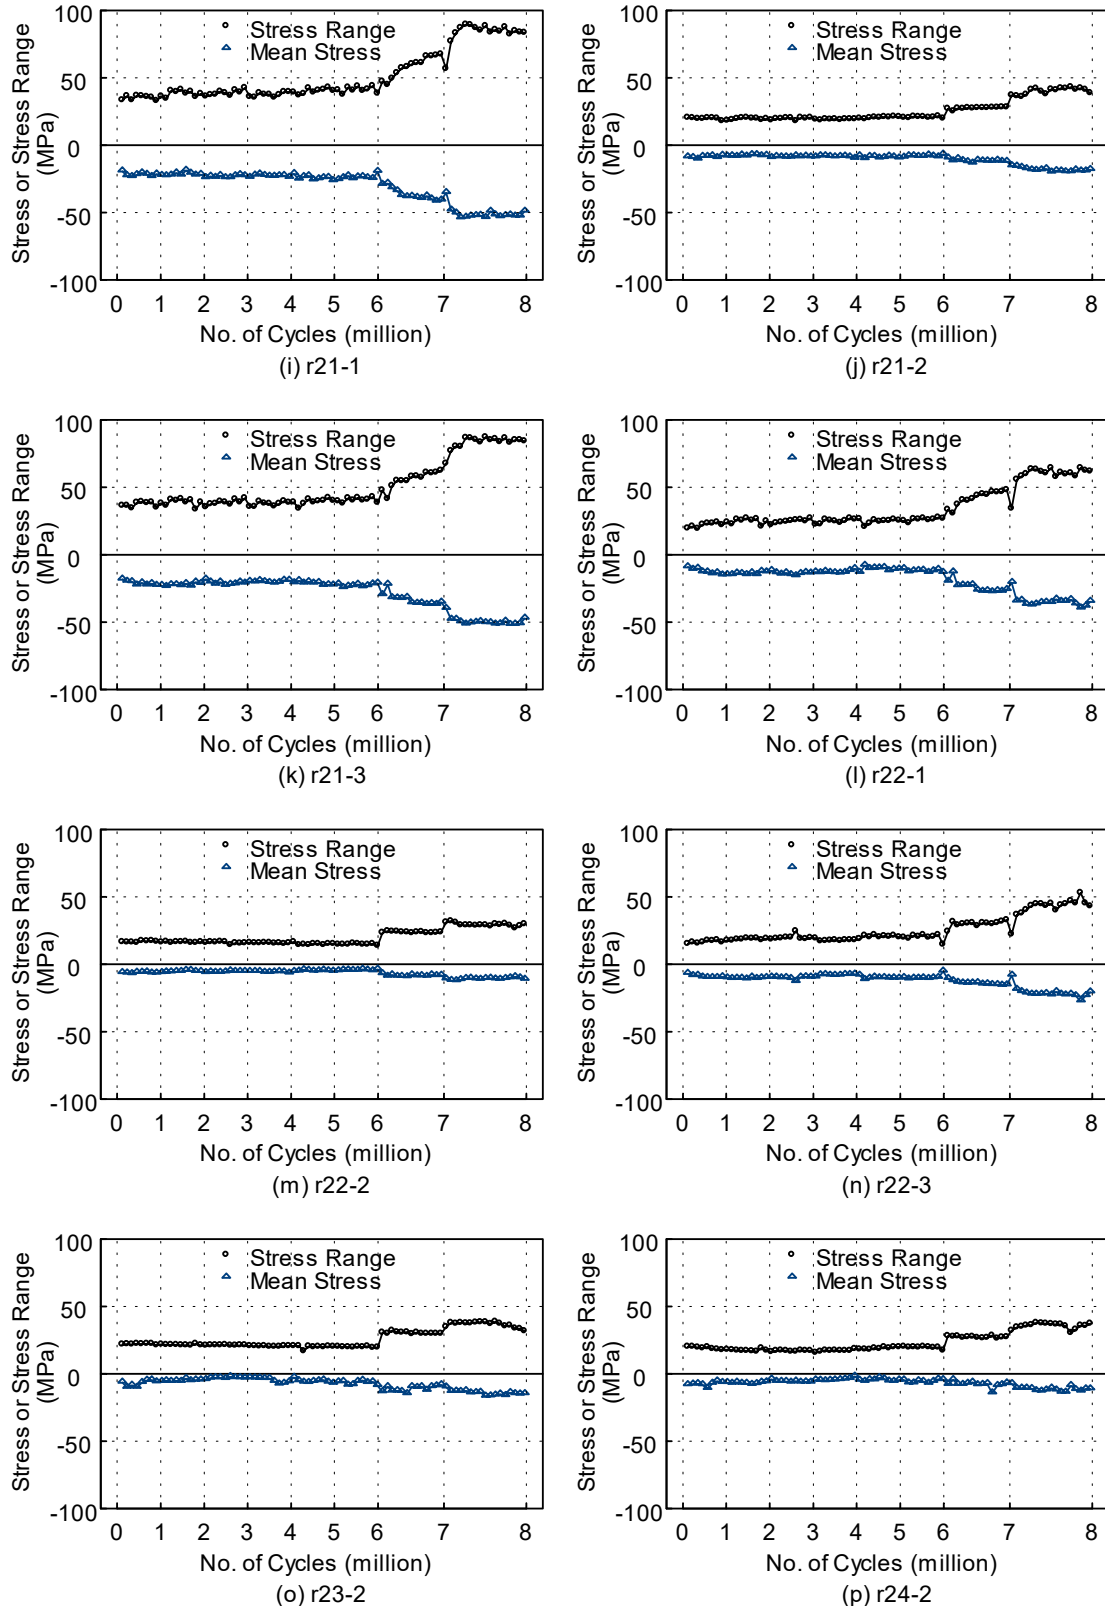 100
50
0
-50
-100
Stress or Stress Range
(MPa)
Stress Range
Mean Stress
0 1 2 3 4 5 6 7 8
No. of Cycles (million)
(i) r21-1
100
50
0
-50
-100
Stress or Stress Range
(MPa)
Stress Range
Mean Stress
0 1 2 3 4 5 6 7 8
No. of Cycles (million)
(j) r21-2
100
50
0
-50
-100
Stress or Stress Range
(MPa)
Stress Range
Mean Stress
0 1 2 3 4 5 6 7 8
No. of Cycles (million)
(k) r21-3
100
50
0
-50
-100
Stress or Stress Range
(MPa)
Stress Range
Mean Stress
0 1 2 3 4 5 6 7 8
No. of Cycles (million)
(l) r22-1
100
50
0
-50
-100
Stress or Stress Range
(MPa)
Stress Range
Mean Stress
0 1 2 3 4 5 6 7 8
No. of Cycles (million)
(m) r22-2
100
50
0
-50
-100
Stress or Stress Range
(MPa)
Stress Range
Mean Stress
0 1 2 3 4 5 6 7 8
No. of Cycles (million)
(n) r22-3
100
50
0
-50
-100
Stress or Stress Range
(MPa)
Stress Range
Mean Stress
0 1 2 3 4 5 6 7 8
No. of Cycles (million)
(o) r23-2
100
50
0
-50
-100
Stress or Stress Range
(MPa)
Stress Range
Mean Stress
0 1 2 3 4 5 6 7 8
No. of Cycles (million)
(p) r24-2